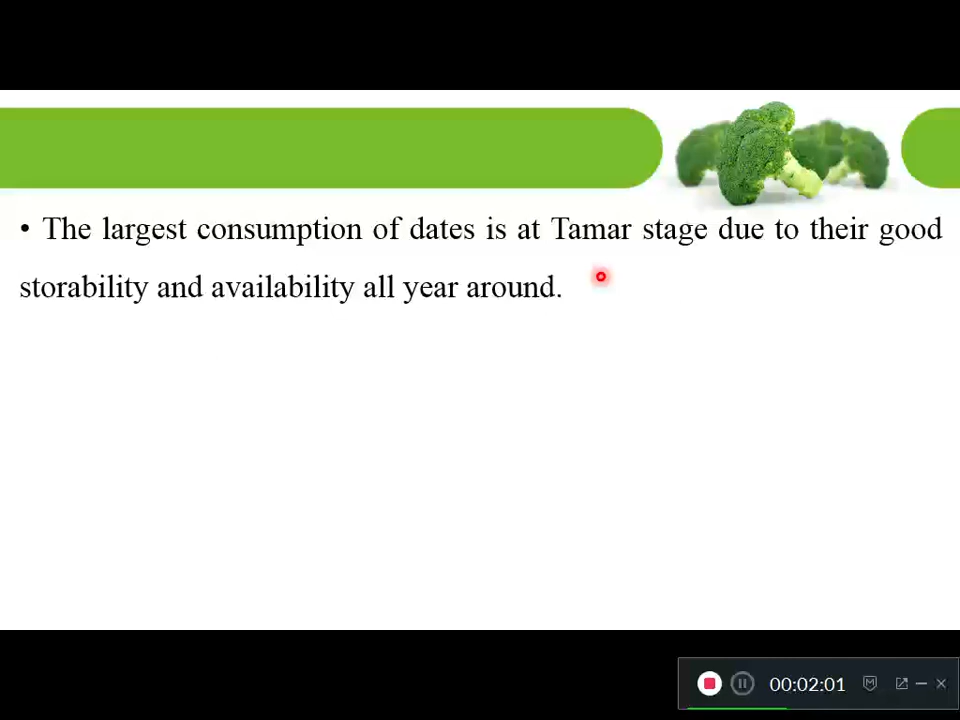 • The largest consumption of dates is at Tamar stage due to their good
storability and availability all year around.
00:02:01